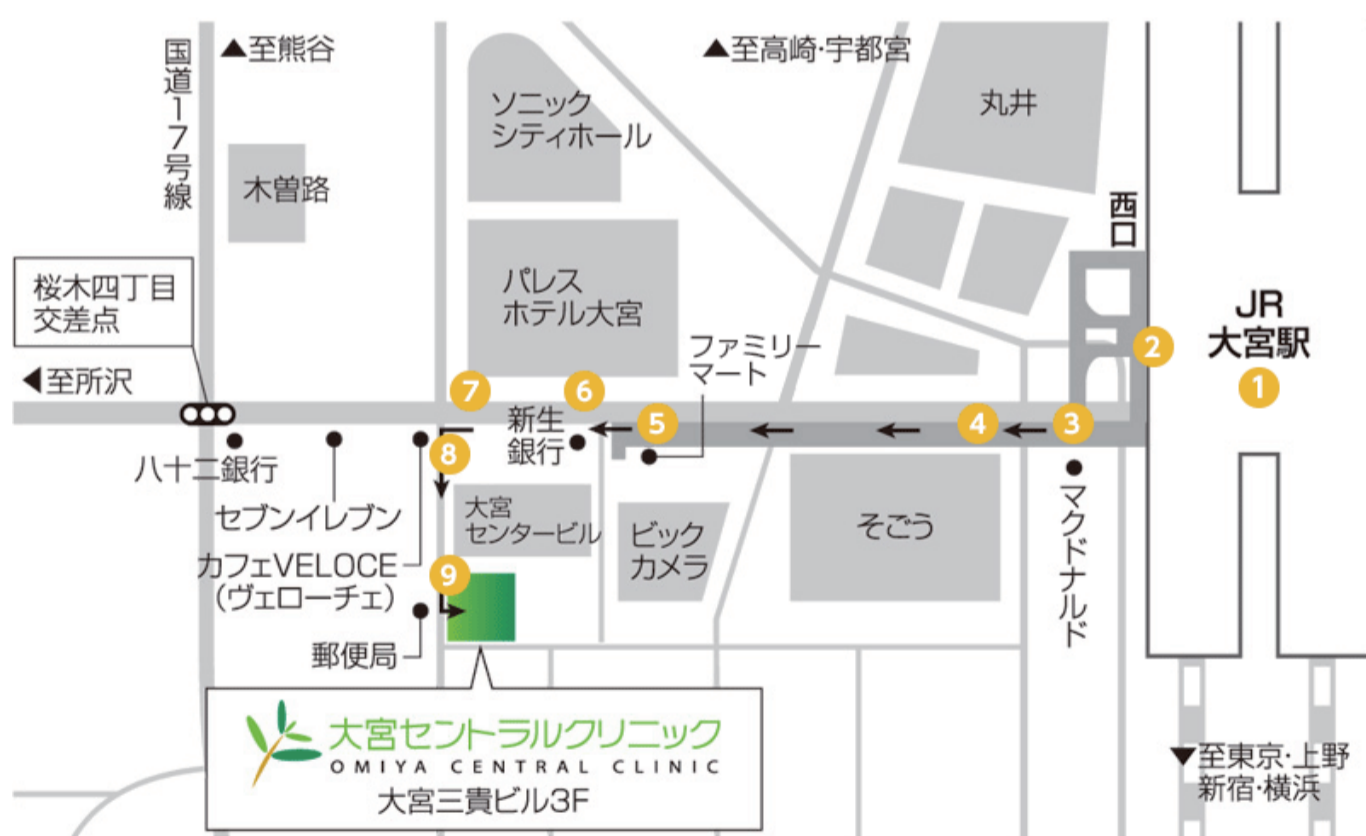 国道17号線
▲至熊谷
▲至高崎・宇都宮
ソニック
シティホール
丸井
木曽路
西口
パレス
ホテル大宮
桜木四丁目
交差点
JR
大宮駅
1
2
ファミリー
マート
◀至所沢
7
6
5
4
3
新生
銀行
8
八十二銀行
セブンイレブン
カフェVELOCE
(ヴェローチェ)
大宮
センタービル
ビック
カメラ
そごう
マクドナルド
9
郵便局
大宮セントラルクリニック
OMIYA CENTRAL CLINIC
大宮三貴ビル3F
▼至東京・上野
新宿・横浜